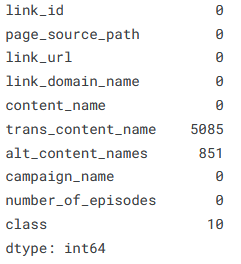 link_id 0
page_source_path 0
link_url 0
link_domain_name 0
content_name 0
trans_content_name 5085
alt_content_names 851
campaign_name 0
number_of_episodes 0
class 10
dtype: int64